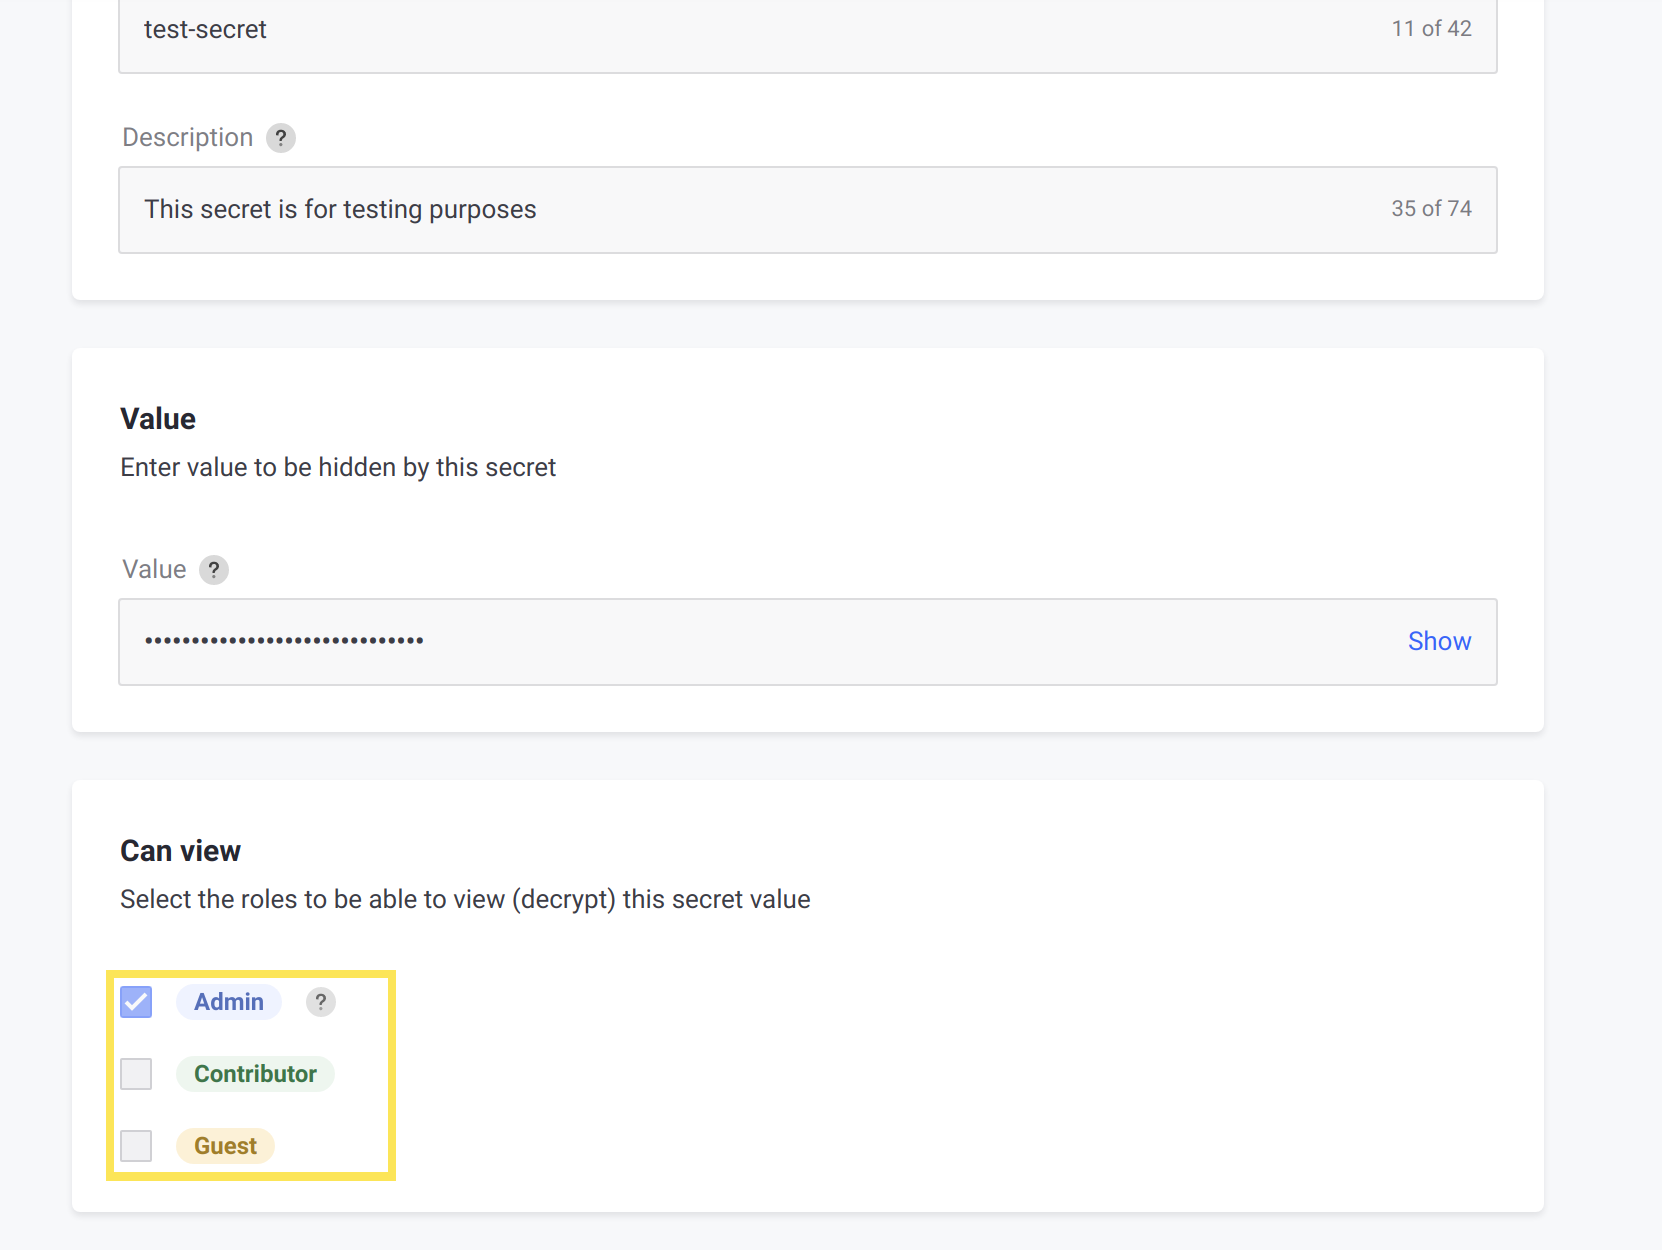 test-secret 11 of 42
Description ?
This secret is for testing purposes 35 of 74
Value
Enter value to be hidden by this secret
Value ?
•••••••••••••••••••••••••••••• Show
Can view
Select the roles to be able to view (decrypt) this secret value
Admin ?
Contributor
Guest